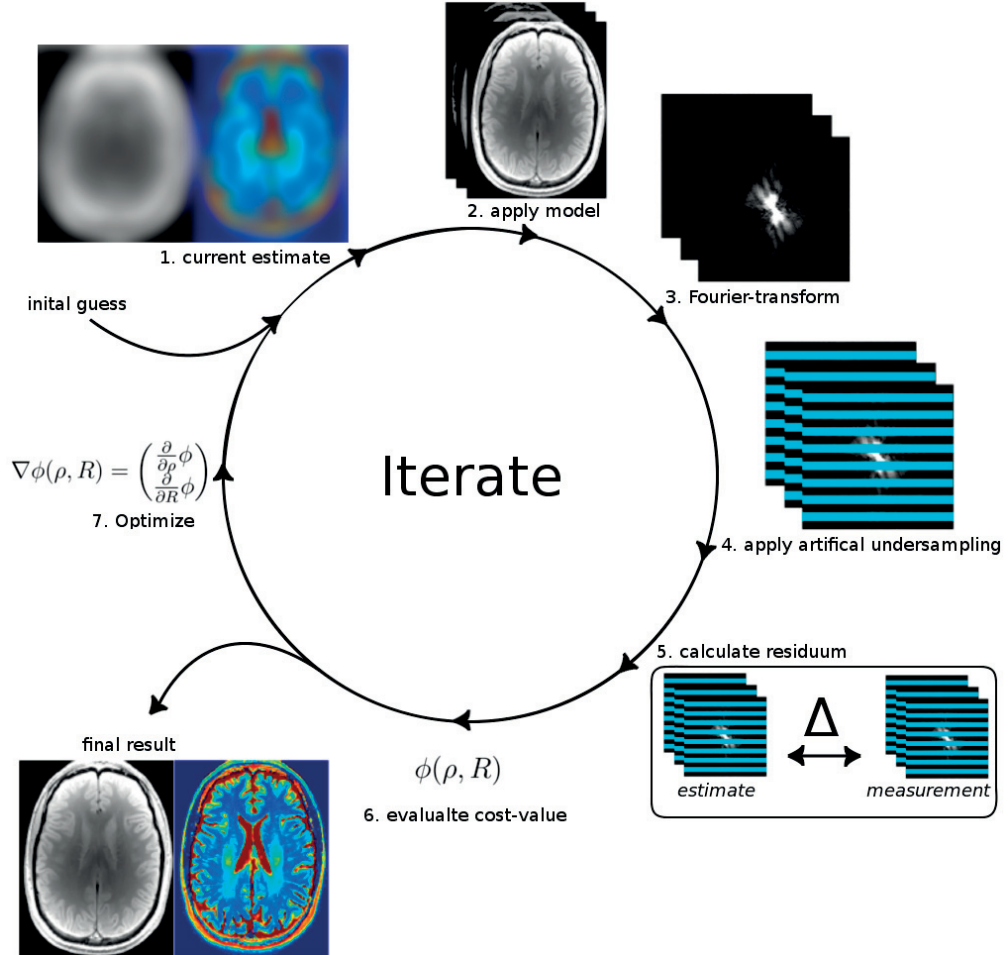 1. current estimate
2. apply model
3. Fourier-transform
inital guess
4. apply artifical undersampling
Iterate
∇ϕ(ρ, R) = (∂/∂ρ ϕ
∂/∂R ϕ)
7. Optimize
5. calculate residuum
Δ
estimate
measurement
ϕ(ρ, R)
6. evaluatle cost-value
final result